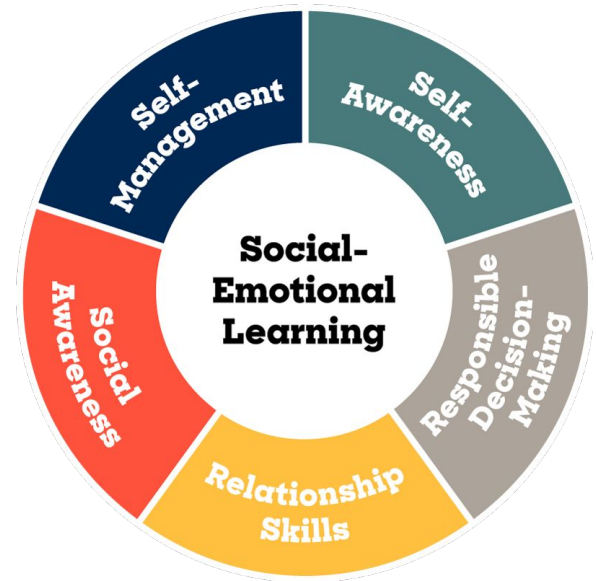 Self-
Management
Self-
Awareness
Social-
Emotional
Learning
Social
Awareness
Responsible
Decision-
Making
Relationship
Skills